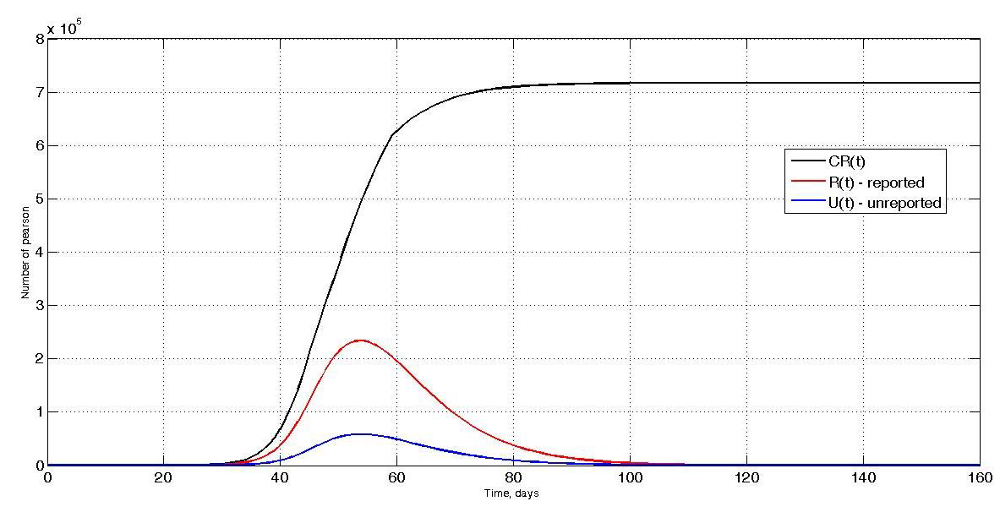 x 10^5
8
7
6
5
4
3
2
1
0
Number of pearson
CR(t)
R(t) - reported
U(t) - unreported
0 20 40 60 80 100 120 140 160
Time, days